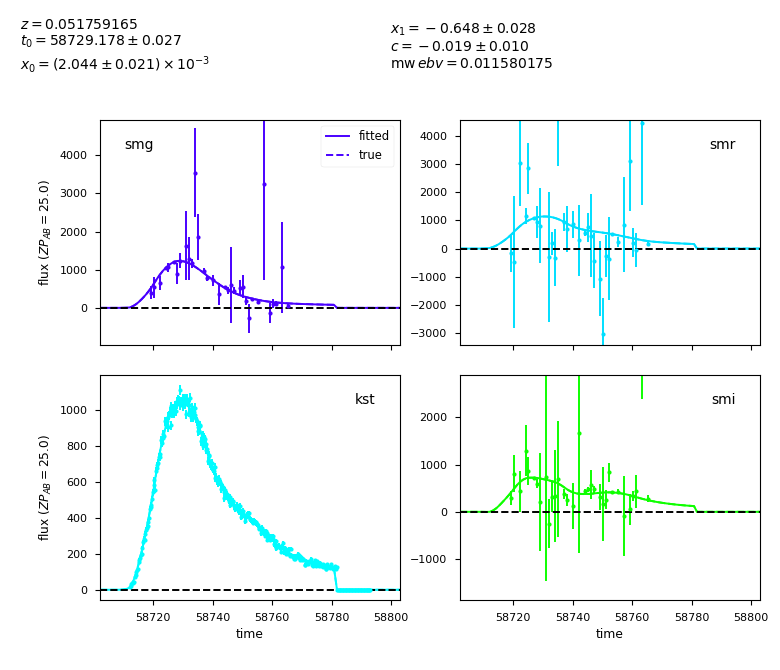 z = 0.051759165
t₀ = 58729.178 ± 0.027
x₀ = (2.044 ± 0.021) × 10⁻³
x₁ = −0.648 ± 0.028
c = −0.019 ± 0.010
mw ebv = 0.011580175
smg
fitted
true
4000
3000
2000
1000
0
flux (ZP_AB = 25.0)
smr
4000
3000
2000
1000
0
−1000
−2000
−3000
kst
1000
800
600
400
200
0
flux (ZP_AB = 25.0)
58720 58740 58760 58780 58800
time
smi
2000
1000
0
−1000
58720 58740 58760 58780 58800
time